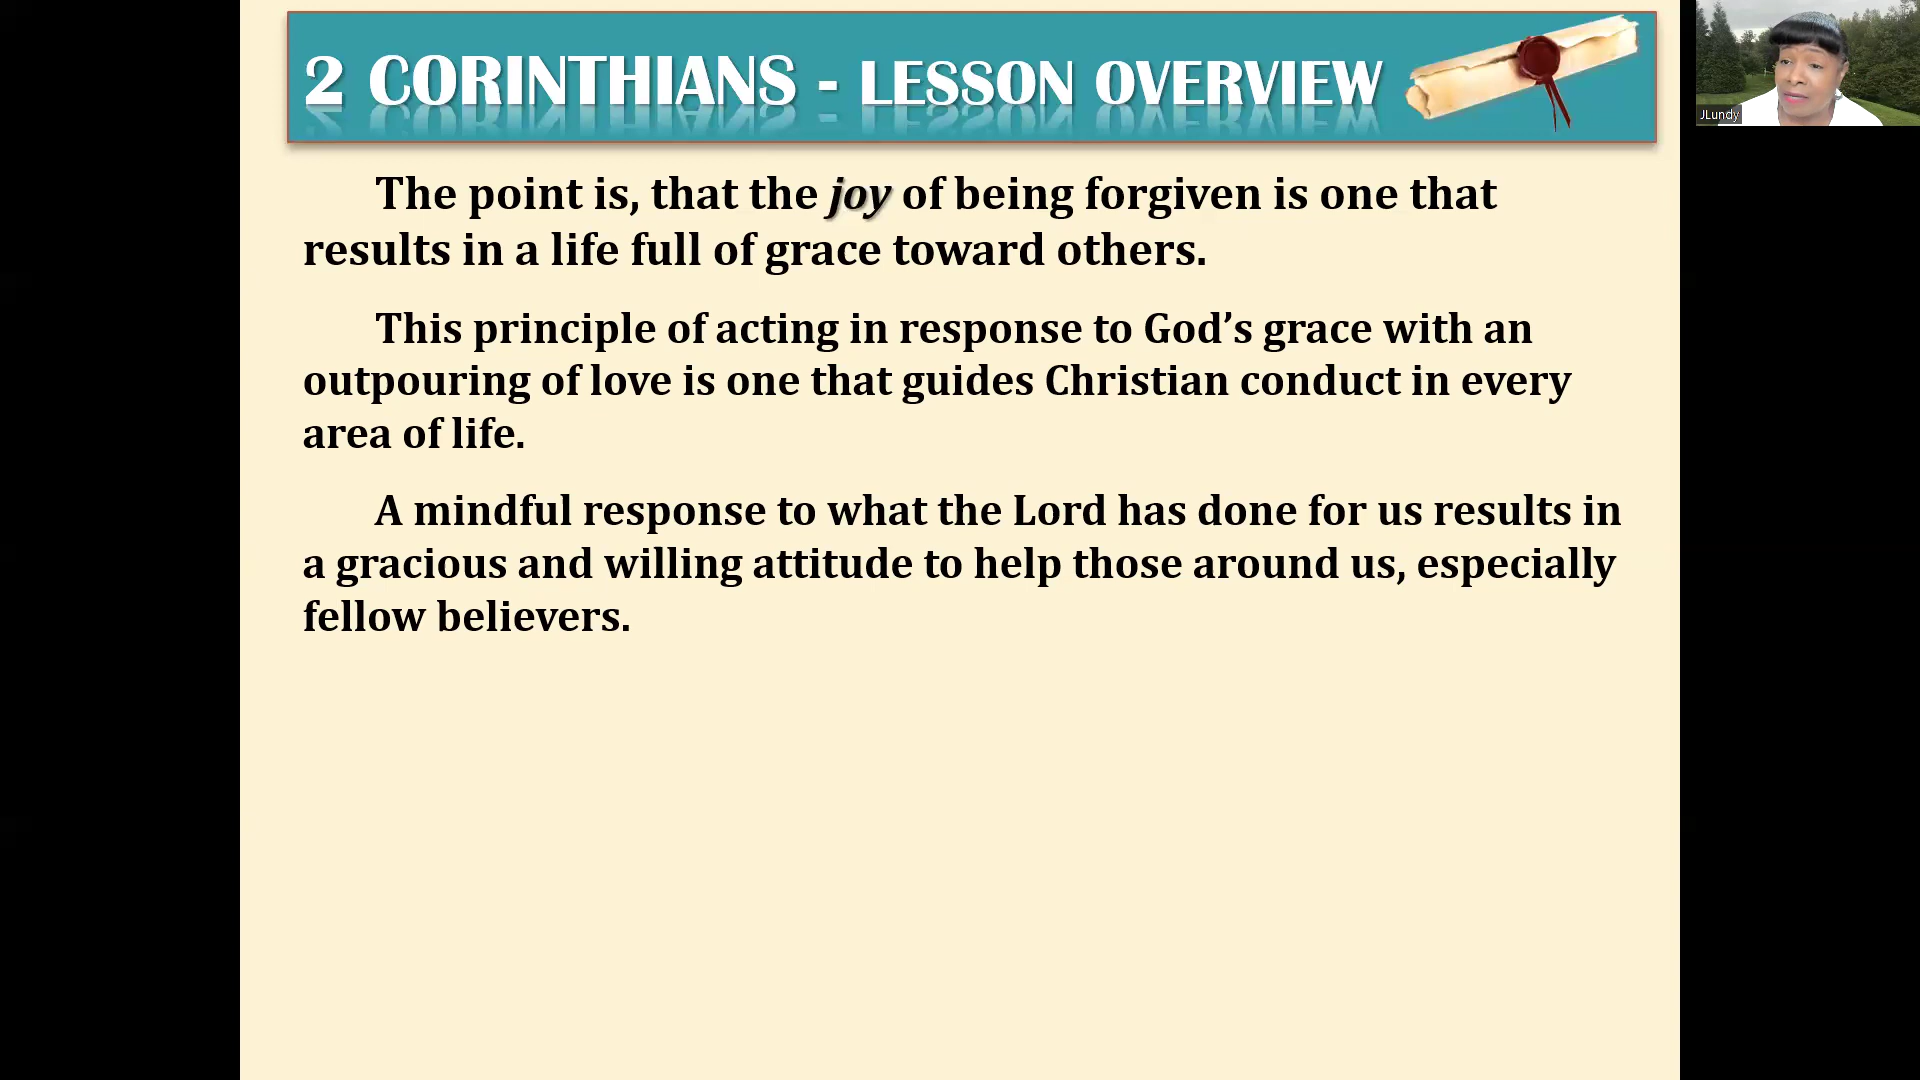 2 CORINTHIANS - LESSON OVERVIEW
JLundy
The point is, that the joy of being forgiven is one that
results in a life full of grace toward others.
This principle of acting in response to God’s grace with an
outpouring of love is one that guides Christian conduct in every
area of life.
A mindful response to what the Lord has done for us results in
a gracious and willing attitude to help those around us, especially
fellow believers.